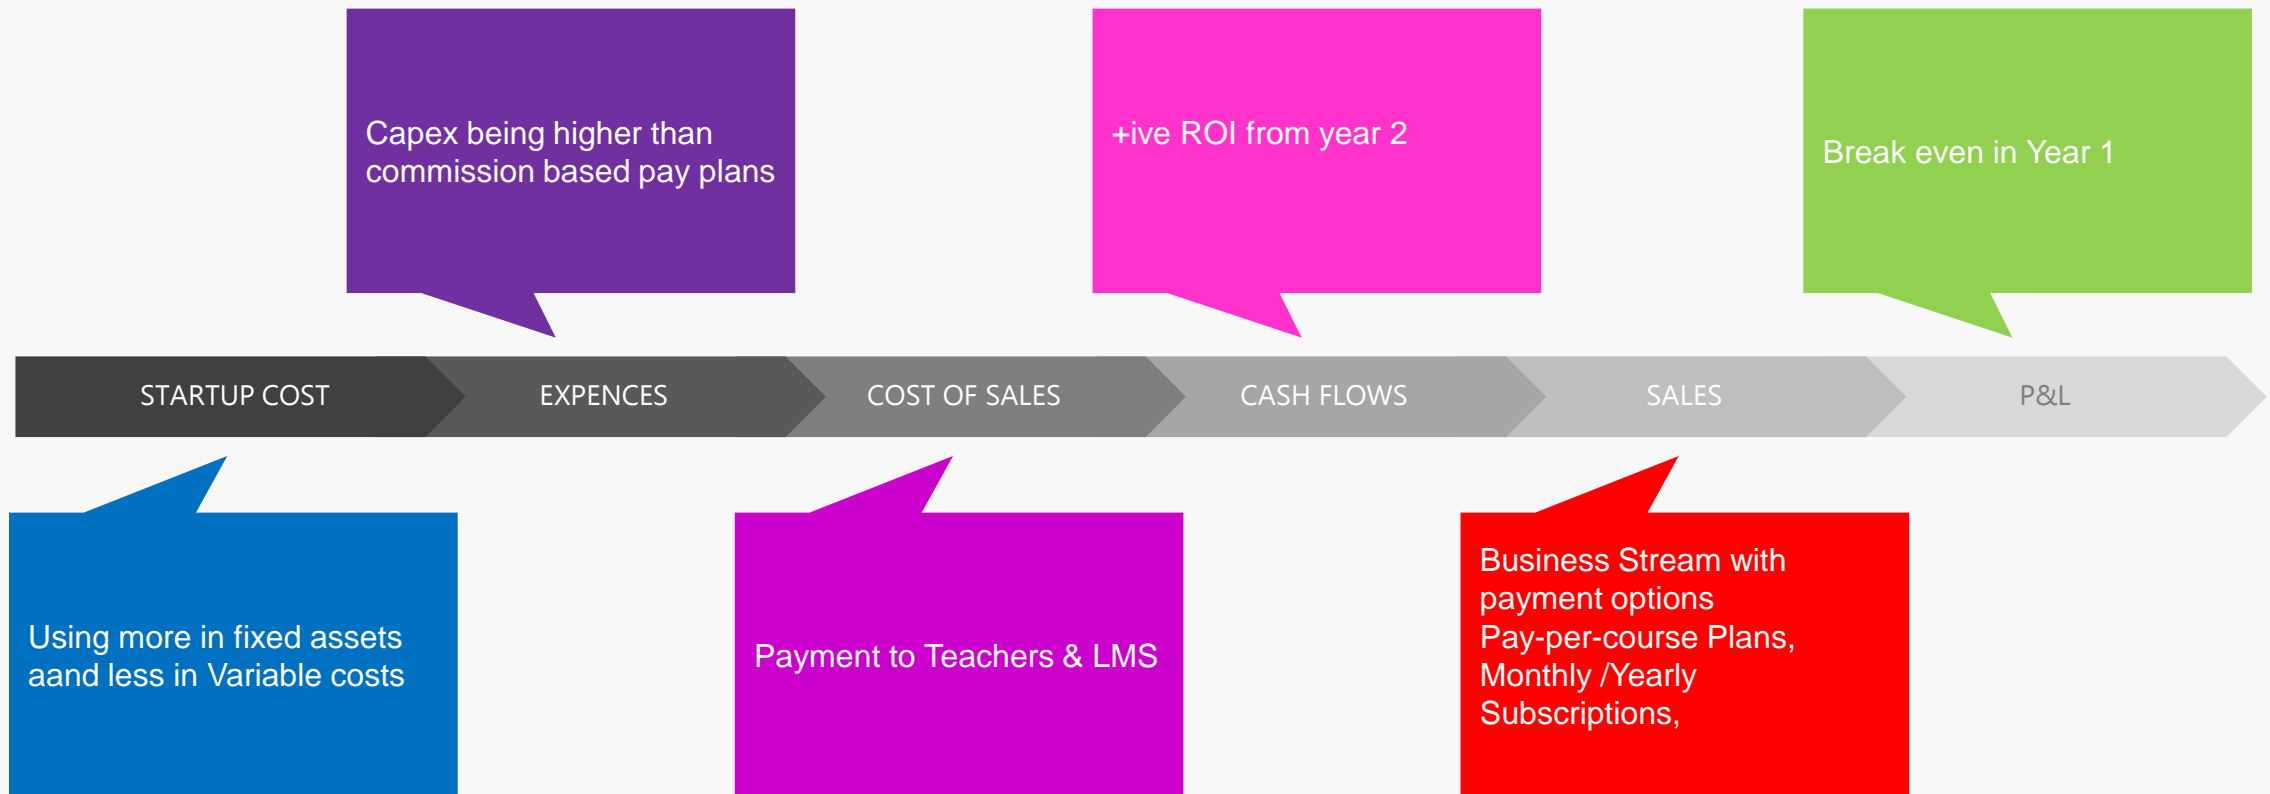 Capex being higher than
commission based pay plans
+ive ROI from year 2
Break even in Year 1
STARTUP COST
EXPENCES
COST OF SALES
CASH FLOWS
SALES
P&L
Using more in fixed assets
aand less in Variable costs
Payment to Teachers & LMS
Business Stream with
payment options
Pay-per-course Plans,
Monthly /Yearly
Subscriptions,